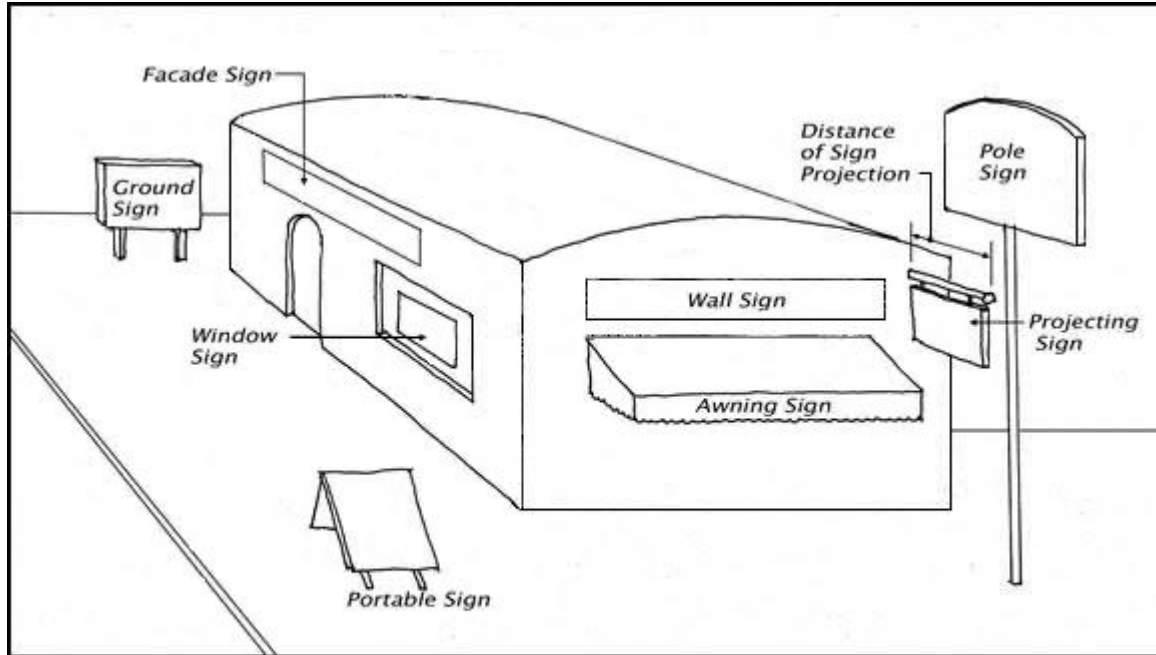 Facade Sign
Ground
Sign
Distance
of Sign
Projection
Pole
Sign
Wall Sign
Projecting
Sign
Window
Sign
Awning Sign
Portable Sign